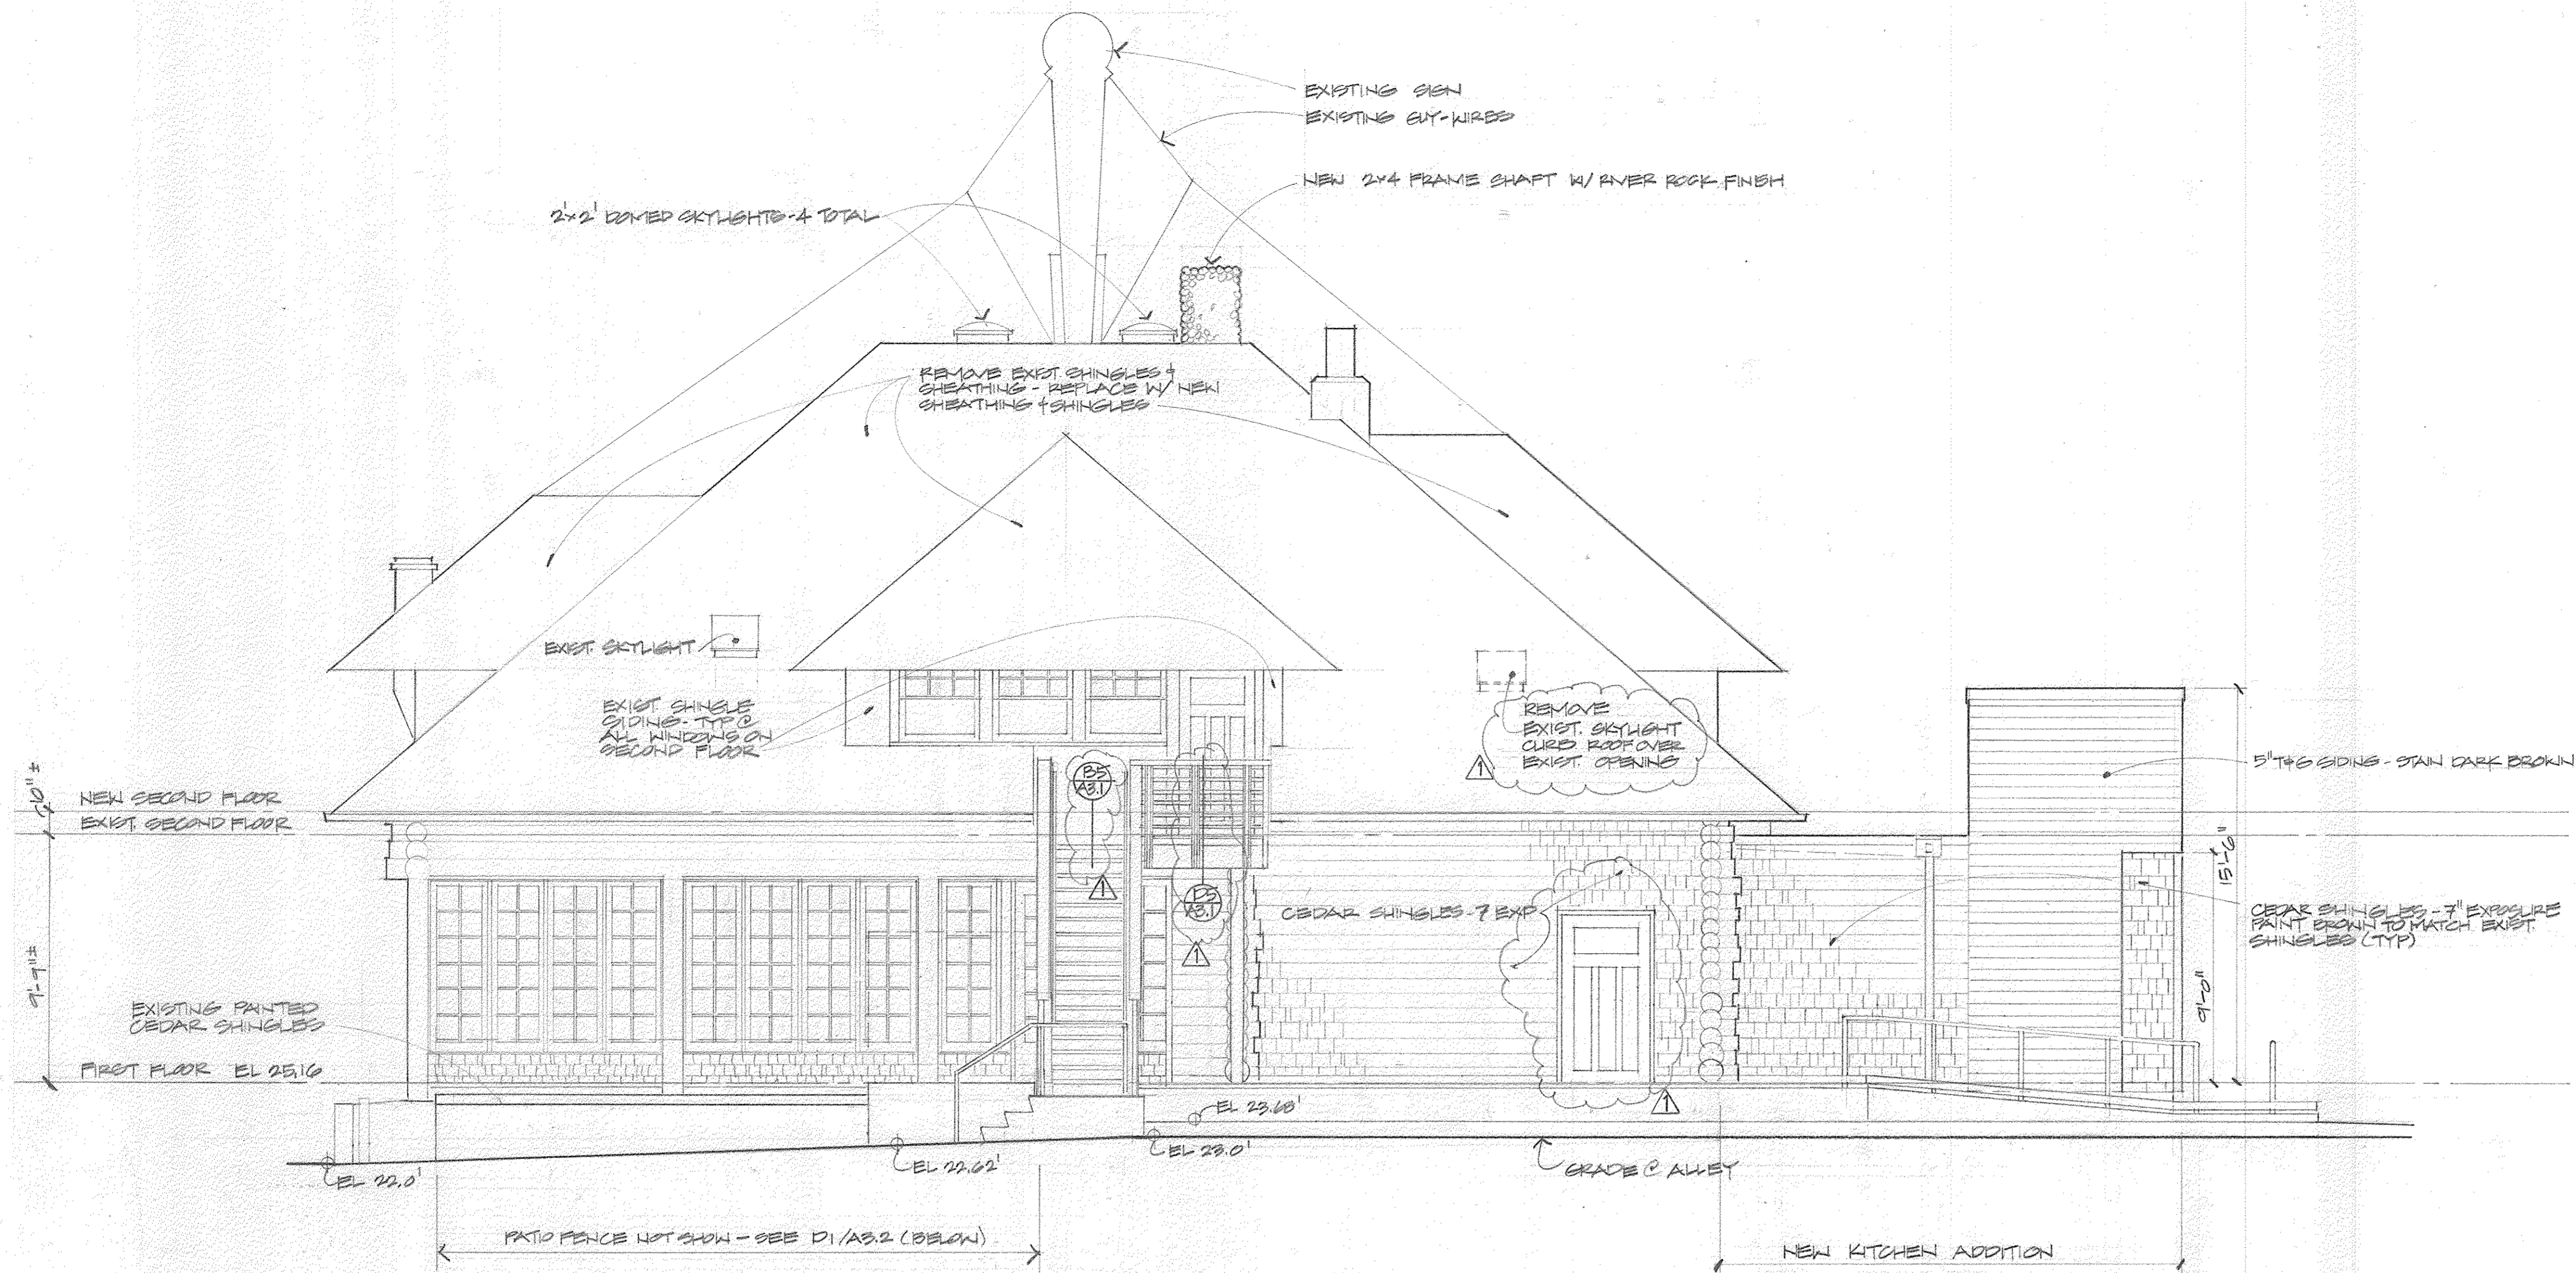 EXISTING SIGN
EXISTING GUY-WIRES
NEW 2x4 FRAME SHAFT W/ RIVER ROCK FINISH
2'x2' DOMED SKYLIGHTS-4 TOTAL
REMOVE EXIST. SHINGLES &
SHEATHING - REPLACE W/ NEW
SHEATHING & SHINGLES
EXIST. SKYLIGHT
EXIST. SHINGLE
SIDING - TYP. @
ALL WINDOWS ON
SECOND FLOOR
REMOVE
EXIST. SKYLIGHT
CURB. ROOF OVER
EXIST. OPENING
1
B5
A3.1
1
D5
A3.1
1
5" T&G SIDING - STAIN DARK BROWN
NEW SECOND FLOOR
EXIST. SECOND FLOOR
9'-9" ±
15'-6"
9'-0"
CEDAR SHINGLES - 7 EXP
CEDAR SHINGLES - 7" EXPOSURE
PAINT BROWN TO MATCH EXIST.
SHINGLES (TYP)
EXISTING PAINTED
CEDAR SHINGLES
FIRST FLOOR EL 25.16
1
EL 23.68'
EL 23.0'
EL 22.62'
EL 22.0'
GRADE @ ALLEY
PATIO FENCE NOT SHOW - SEE D1/A3.2 (BELOW)
NEW KITCHEN ADDITION